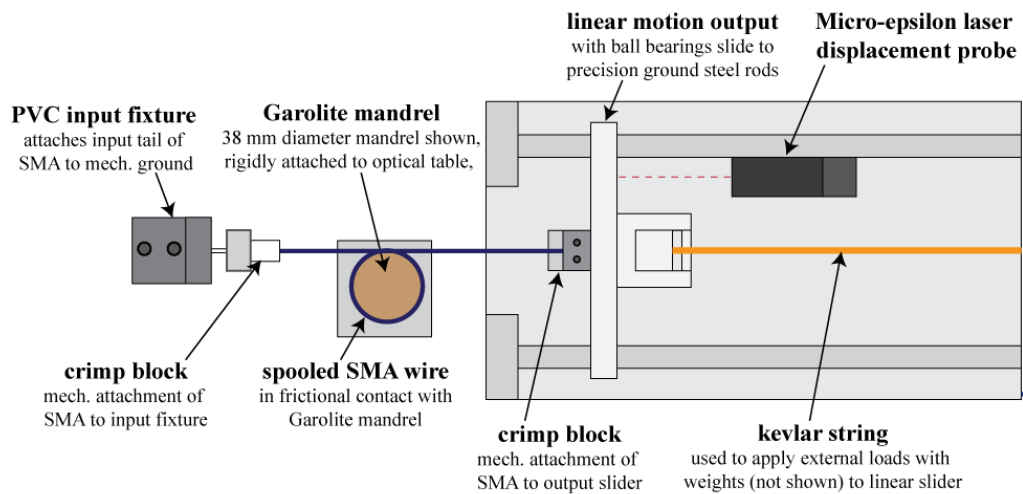 linear motion output
with ball bearings slide to
precision ground steel rods
Micro-epsilon laser
displacement probe
PVC input fixture
attaches input tail of
SMA to mech. ground
Garolite mandrel
38 mm diameter mandrel shown,
rigidly attached to optical table,
crimp block
mech. attachment of
SMA to input fixture
spooled SMA wire
in frictional contact with
Garolite mandrel
crimp block
mech. attachment of
SMA to output slider
kevlar string
used to apply external loads with
weights (not shown) to linear slider